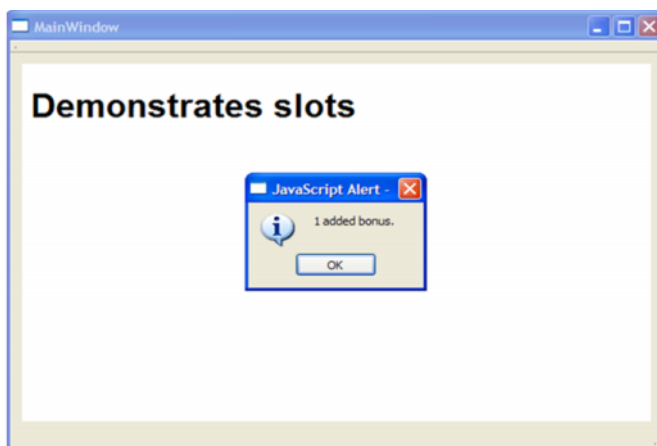 MainWindow
Demonstrates slots
JavaScript Alert -
1 added bonus.
OK